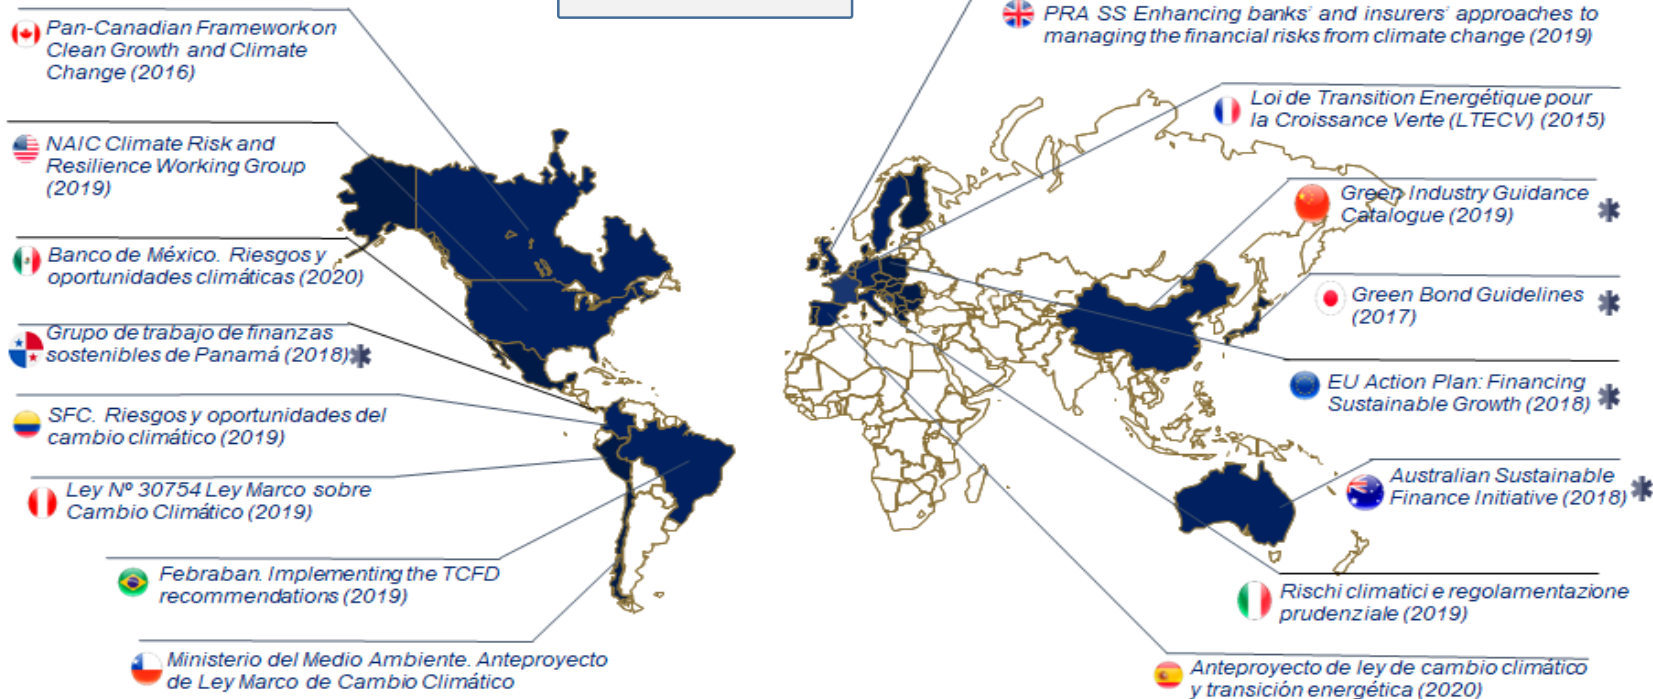 Pan-Canadian Framework on
Clean Growth and Climate
Change (2016)
NAIC Climate Risk and
Resilience Working Group
(2019)
Banco de México. Riesgos y
oportunidades climáticas (2020)
Grupo de trabajo de finanzas
sostenibles de Panamá (2018)*
SFC. Riesgos y oportunidades del
cambio climático (2019)
Ley Nº 30754 Ley Marco sobre
Cambio Climático (2019)
Febraban. Implementing the TCFD
recommendations (2019)
Ministerio del Medio Ambiente. Anteproyecto
de Ley Marco de Cambio Climático
PRA SS Enhancing banks' and insurers' approaches to
managing the financial risks from climate change (2019)
Loi de Transition Energétique pour
la Croissance Verte (LTECV) (2015)
Green Industry Guidance
Catalogue (2019) *
Green Bond Guidelines
(2017) *
EU Action Plan: Financing
Sustainable Growth (2018) *
Australian Sustainable
Finance Initiative (2018) *
Rischi climatici e regolamentazione
prudenziale (2019)
Anteproyecto de ley de cambio climático
y transición energética (2020)